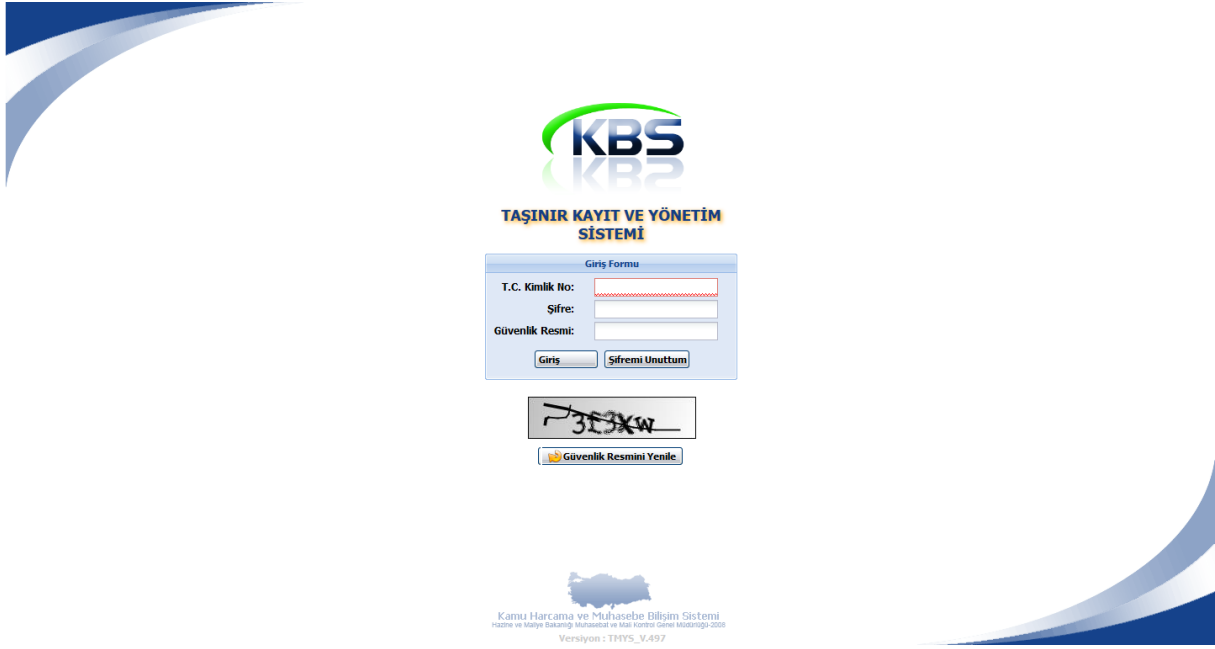 KBS
TAŞINIR KAYIT VE YÖNETİM
SİSTEMİ
Giriş Formu
T.C. Kimlik No:
Şifre:
Güvenlik Resmi:
Giriş Şifremi Unuttum
Güvenlik Resmini Yenile
Kamu Harcama ve Muhasebe Bilişim Sistemi
Hazine ve Maliye Bakanlığı Muhasebat ve Mali Kontrol Genel Müdürlüğü-2008
Versiyon : TMYS_V.497